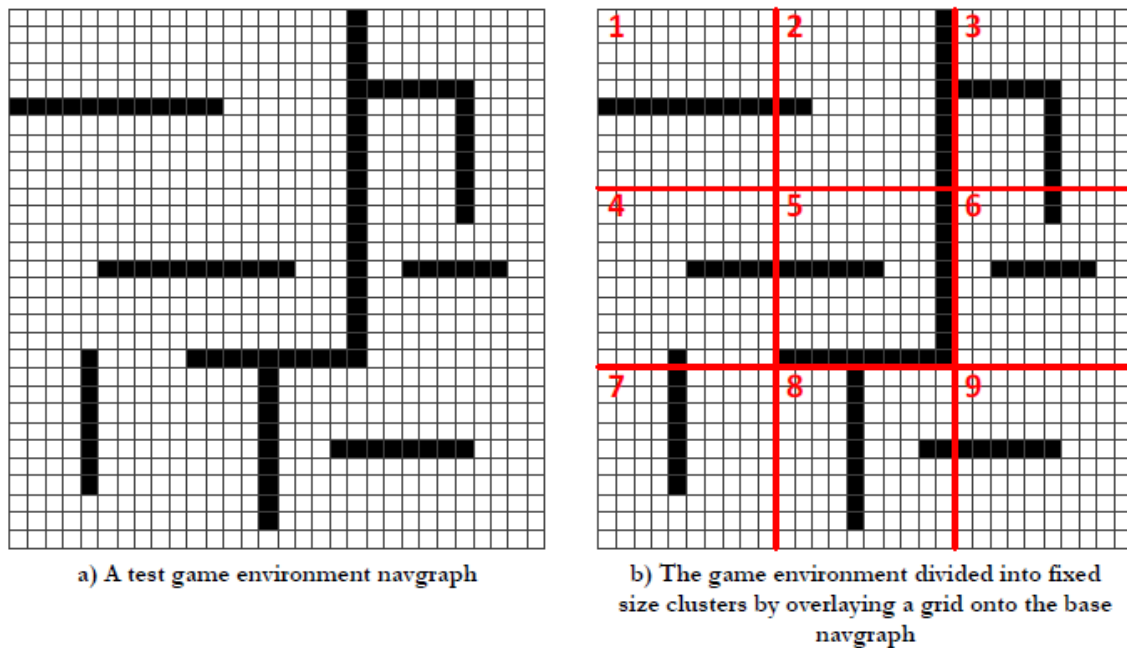 1 2 3
4 5 6
7 8 9
a) A test game environment navgraph
b) The game environment divided into fixed
size clusters by overlaying a grid onto the base
navgraph